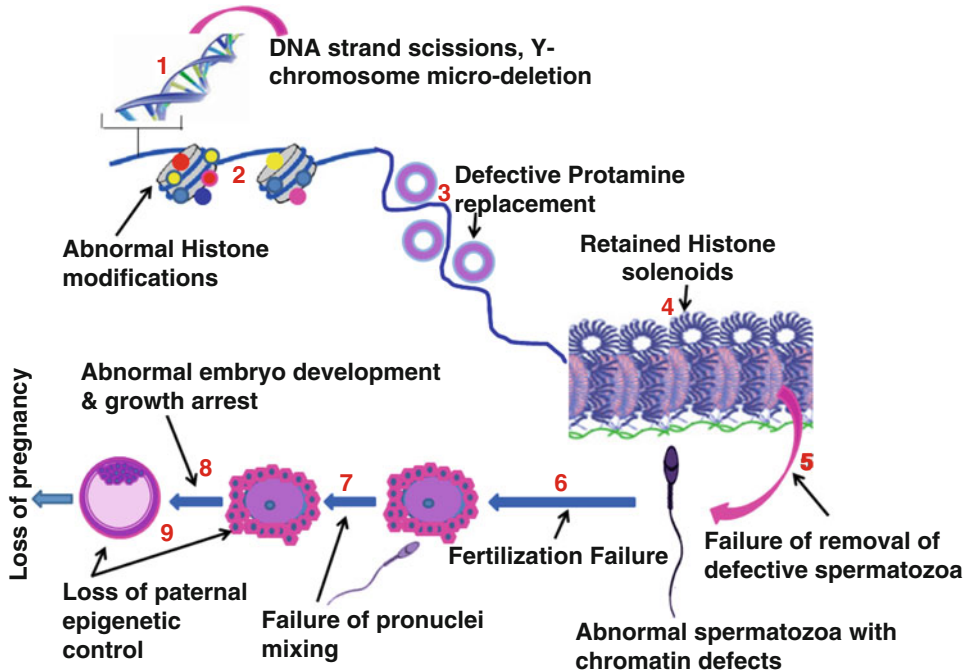 1
DNA strand scissions, Y-
chromosome micro-deletion
2
Abnormal Histone
modifications
3
Defective Protamine
replacement
Retained Histone
solenoids
4
5
Failure of removal of
defective spermatozoa
Abnormal spermatozoa with
chromatin defects
6
Fertilization Failure
7
Failure of pronuclei
mixing
Abnormal embryo development
& growth arrest
8
9
Loss of paternal
epigenetic
control
Loss of pregnancy